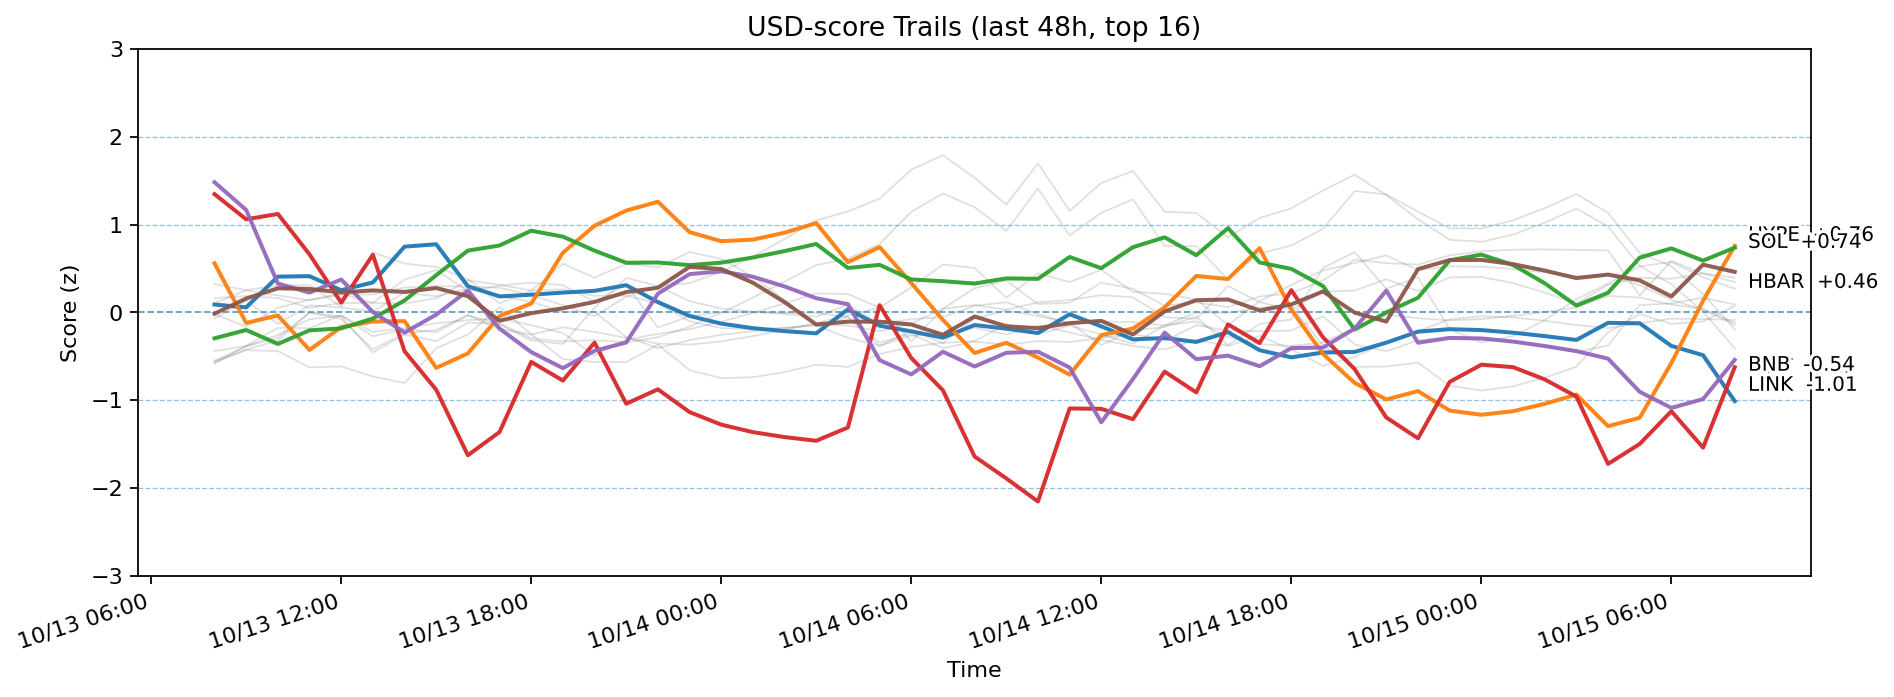 USD-score Trails (last 48h, top 16)
3
2
1
0
−1
−2
−3
Score (z)
SOL +0.74
HBAR +0.46
BNB -0.54
LINK -1.01
10/13 06:00
10/13 12:00
10/13 18:00
10/14 00:00
10/14 06:00
10/14 12:00
10/14 18:00
10/15 00:00
10/15 06:00
Time